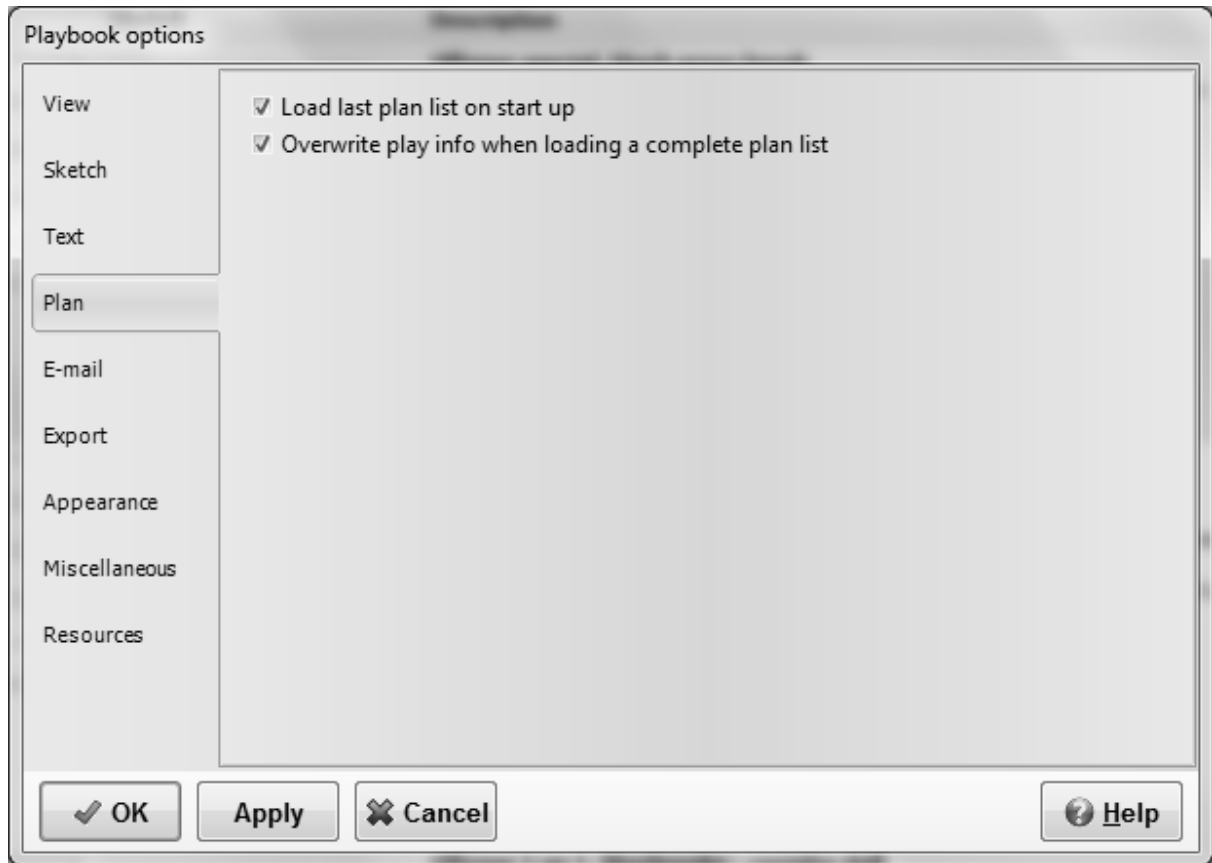 Description
Playbook options
View
Load last plan list on start up
Overwrite play info when loading a complete plan list
Sketch
Text
Plan
E-mail
Export
Appearance
Miscellaneous
Resources
OK
Apply
Cancel
Help